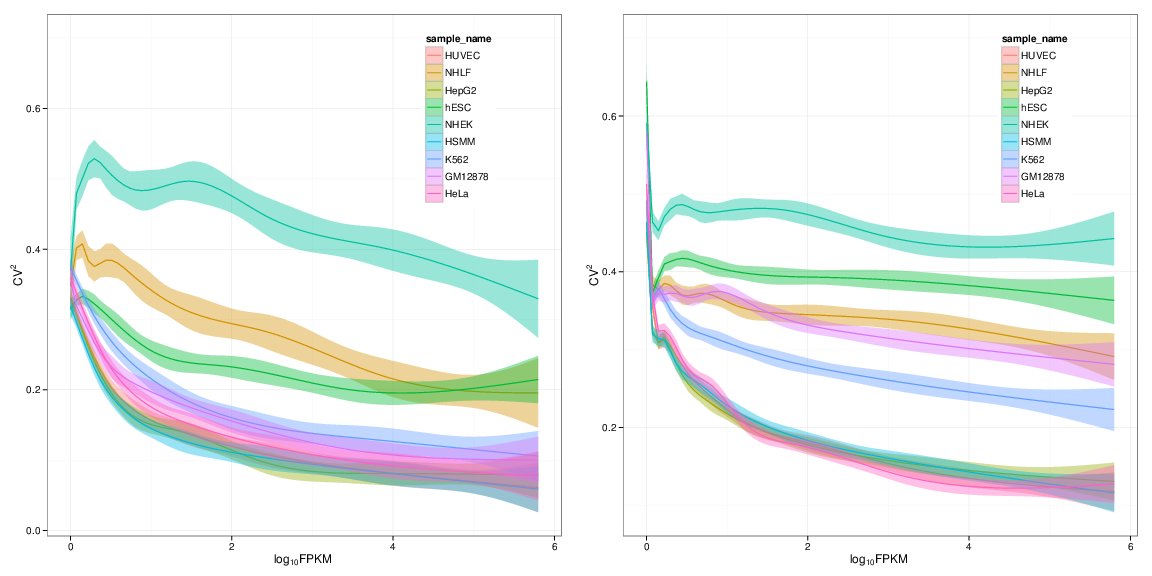 sample_name
HUVEC
NHLF
HepG2
hESC
NHEK
HSMM
K562
GM12878
HeLa
0.6
0.4
0.2
0.0
CV²
0
2
4
6
log₁₀FPKM
sample_name
HUVEC
NHLF
HepG2
hESC
NHEK
HSMM
K562
GM12878
HeLa
0.6
0.4
0.2
CV²
0
2
4
6
log₁₀FPKM